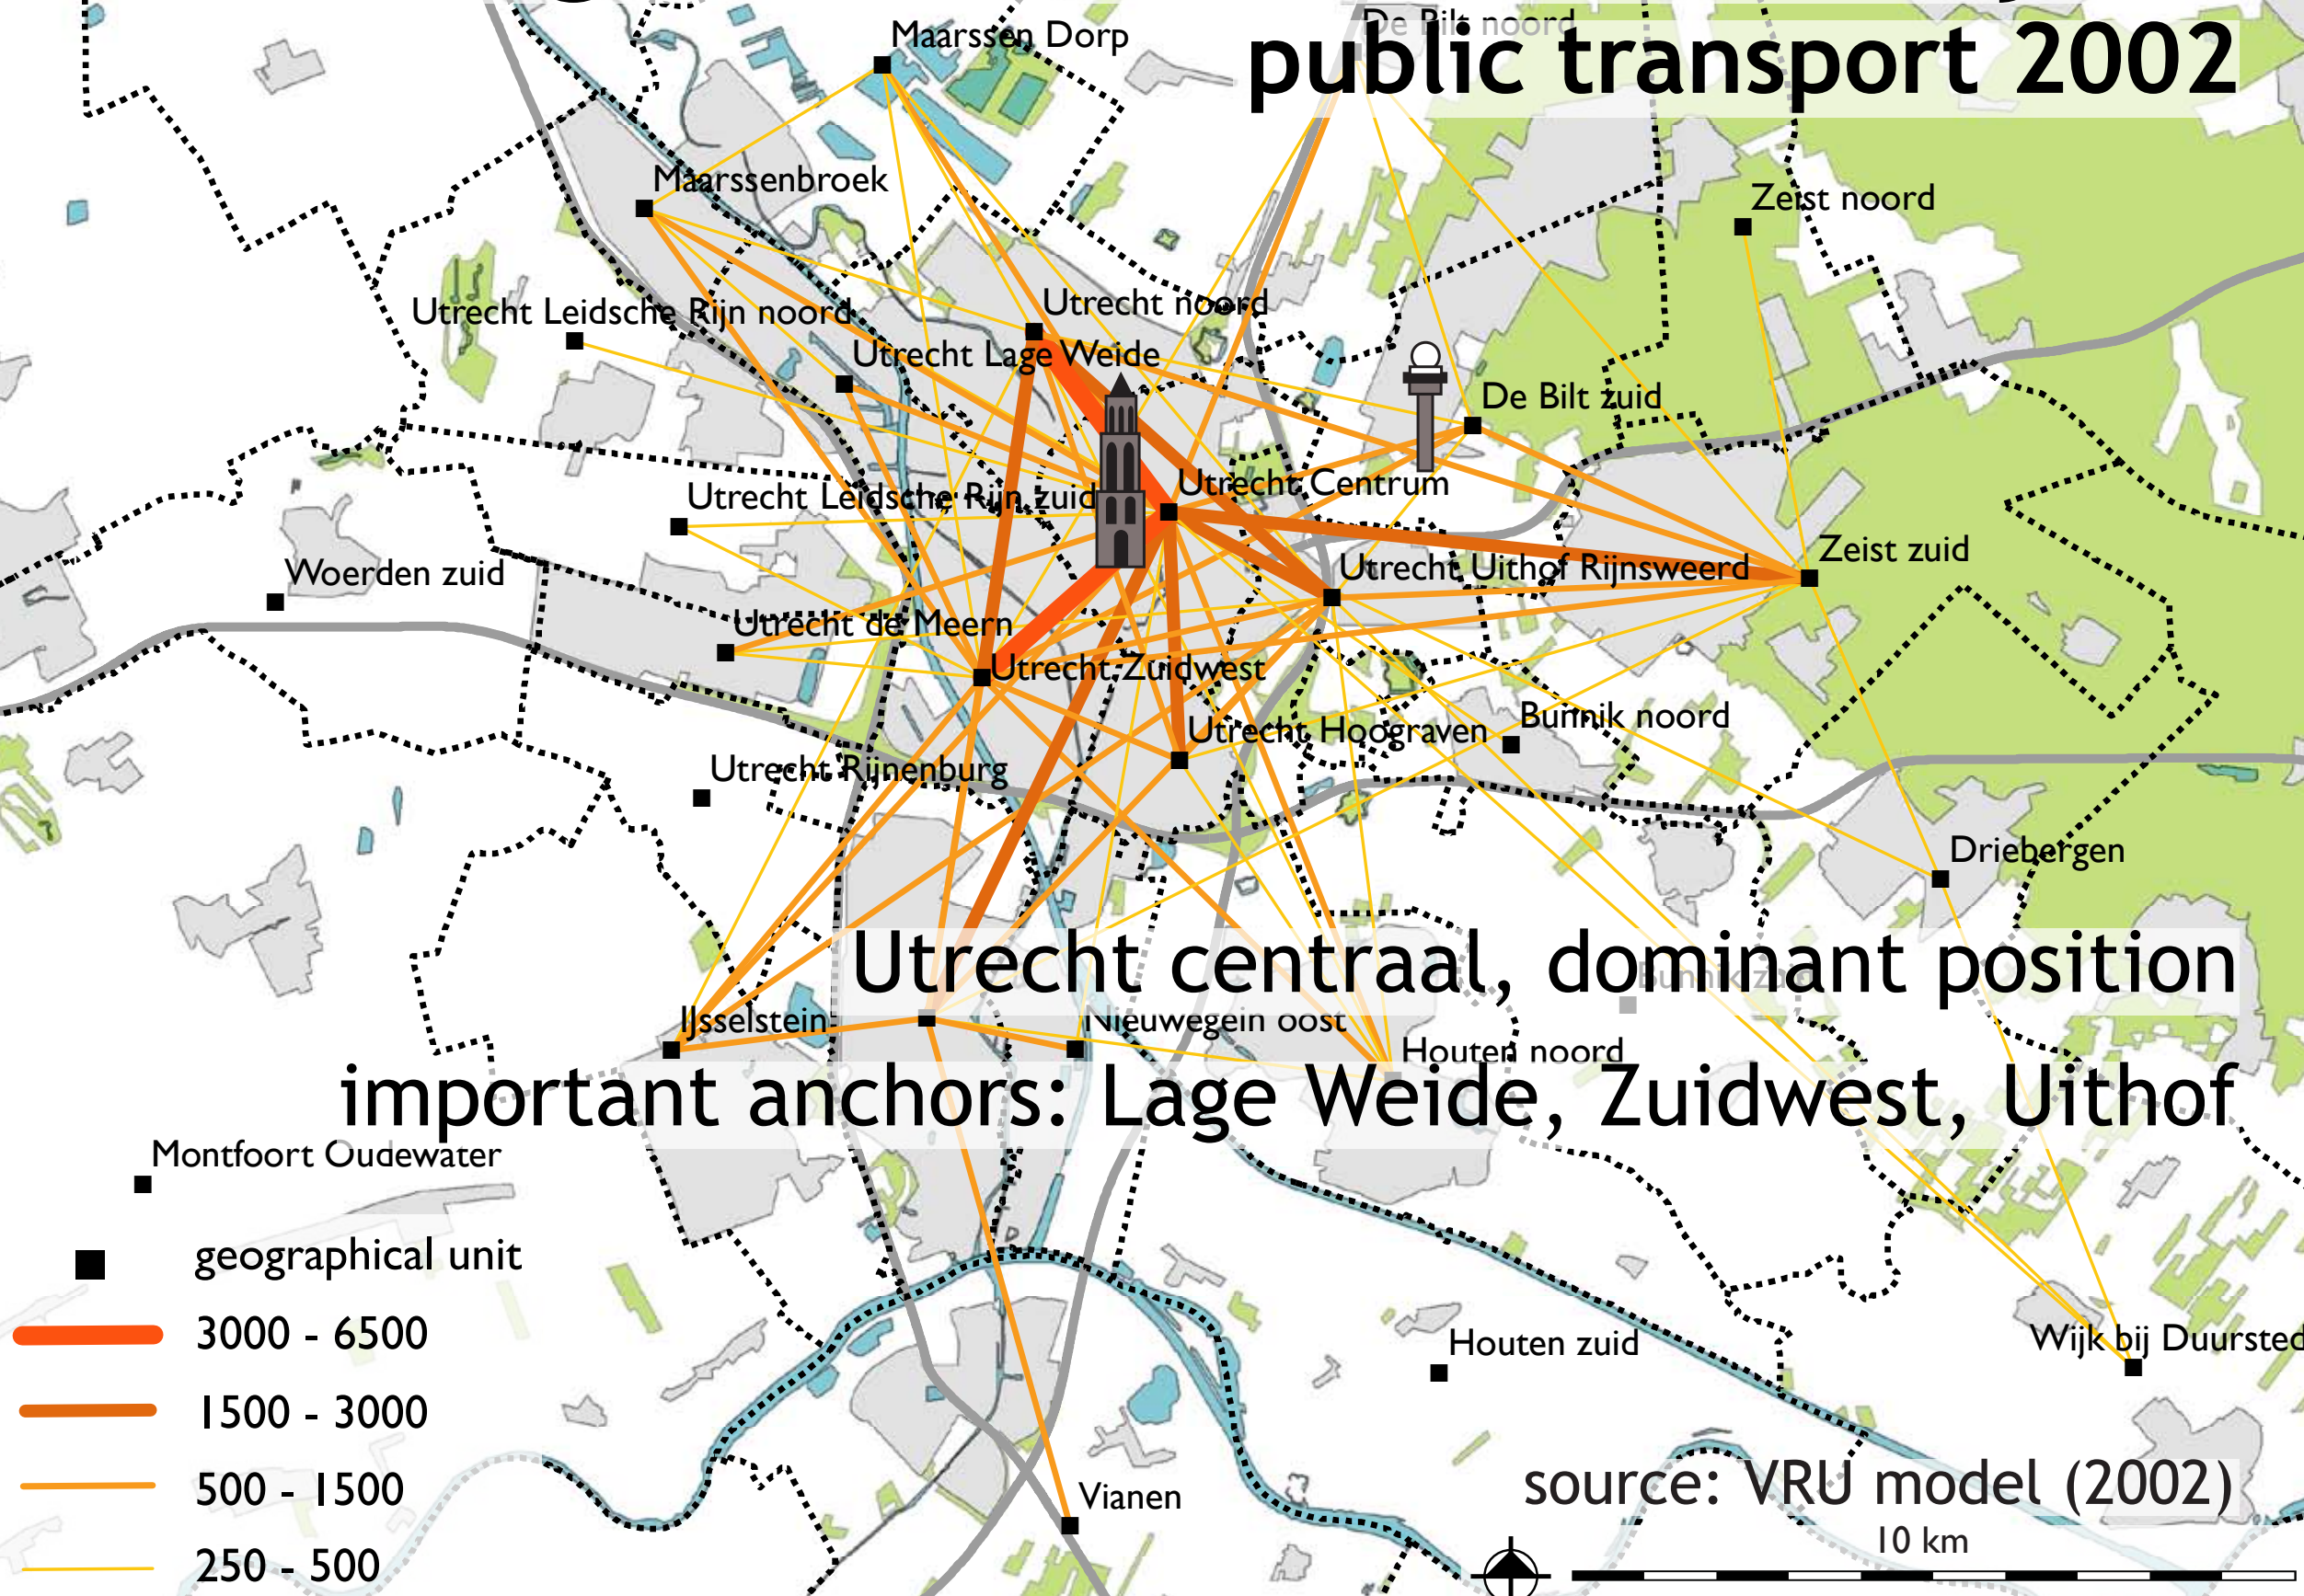 De Bilt noord
public transport 2002
Maarssen Dorp
Maarssenbroek
Zeist noord
Utrecht Leidsche Rijn noord
Utrecht noord
Utrecht Lage Weide
De Bilt zuid
Utrecht Leidsche Rijn zuid
Utrecht Centrum
Woerden zuid
Utrecht Uithof Rijnsweerd
Zeist zuid
Utrecht de Meern
Utrecht Zuidwest
Utrecht Hoograven
Bunnik noord
Utrecht Rijnenburg
Driebergen
Utrecht centraal, dominant position
Bunnik zuid
IJsselstein
Nieuwegein oost
Houten noord
important anchors: Lage Weide, Zuidwest, Uithof
Montfoort Oudewater
geographical unit
3000 - 6500
1500 - 3000
500 - 1500
250 - 500
Houten zuid
Wijk bij Duursted
Vianen
source: VRU model (2002)
10 km